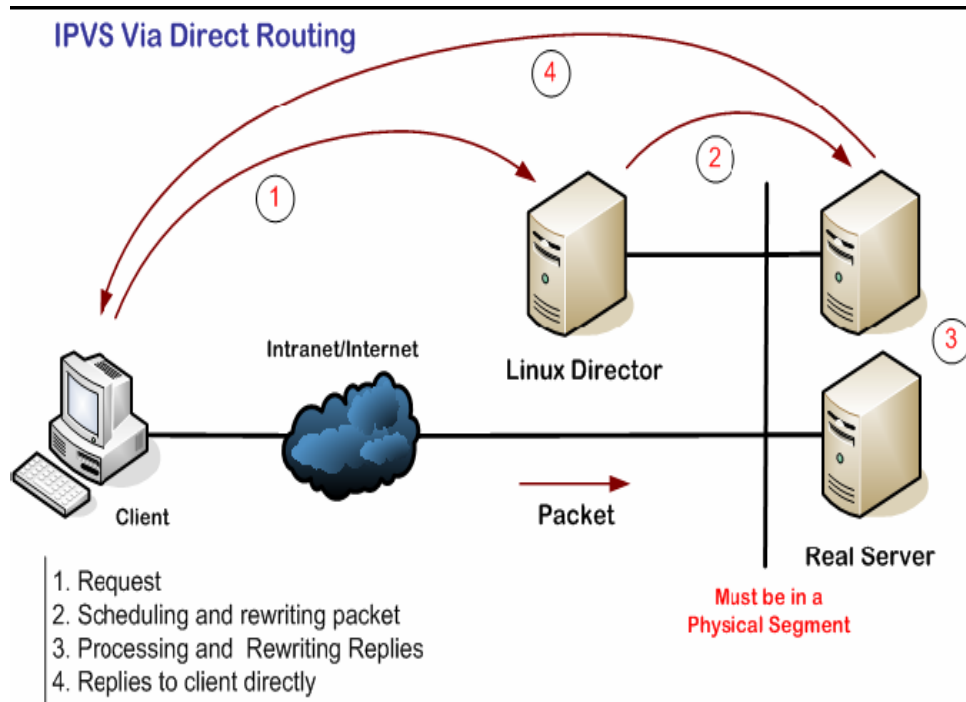 IPVS Via Direct Routing
4
2
1
3
Intranet/Internet
Linux Director
Client
Packet
Real Server
Must be in a
Physical Segment
1. Request
2. Scheduling and rewriting packet
3. Processing and Rewriting Replies
4. Replies to client directly